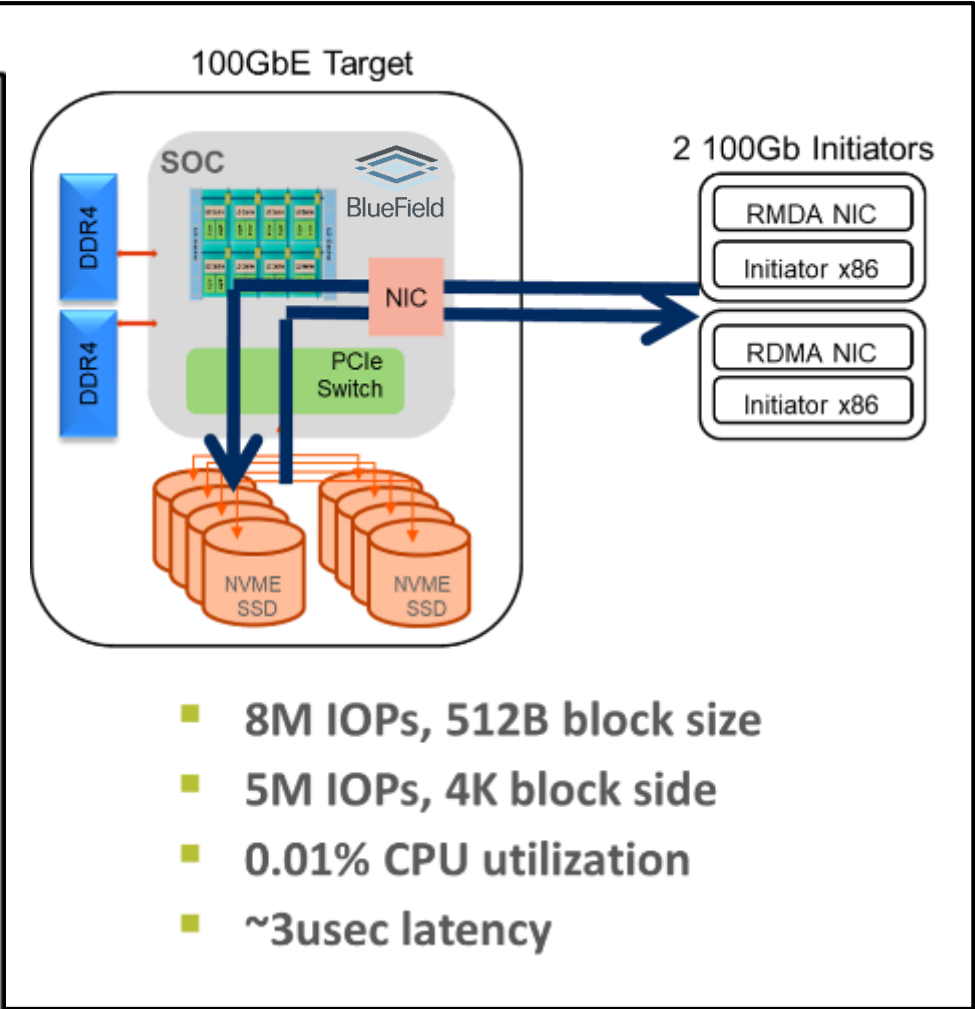 100GbE Target
SOC
BlueField
DDR4
DDR4
NIC
PCIe
Switch
NVME
SSD
NVME
SSD
2 100Gb Initiators
RMDA NIC
Initiator x86
RDMA NIC
Initiator x86
8M IOPs, 512B block size
5M IOPs, 4K block side
0.01% CPU utilization
~3usec latency